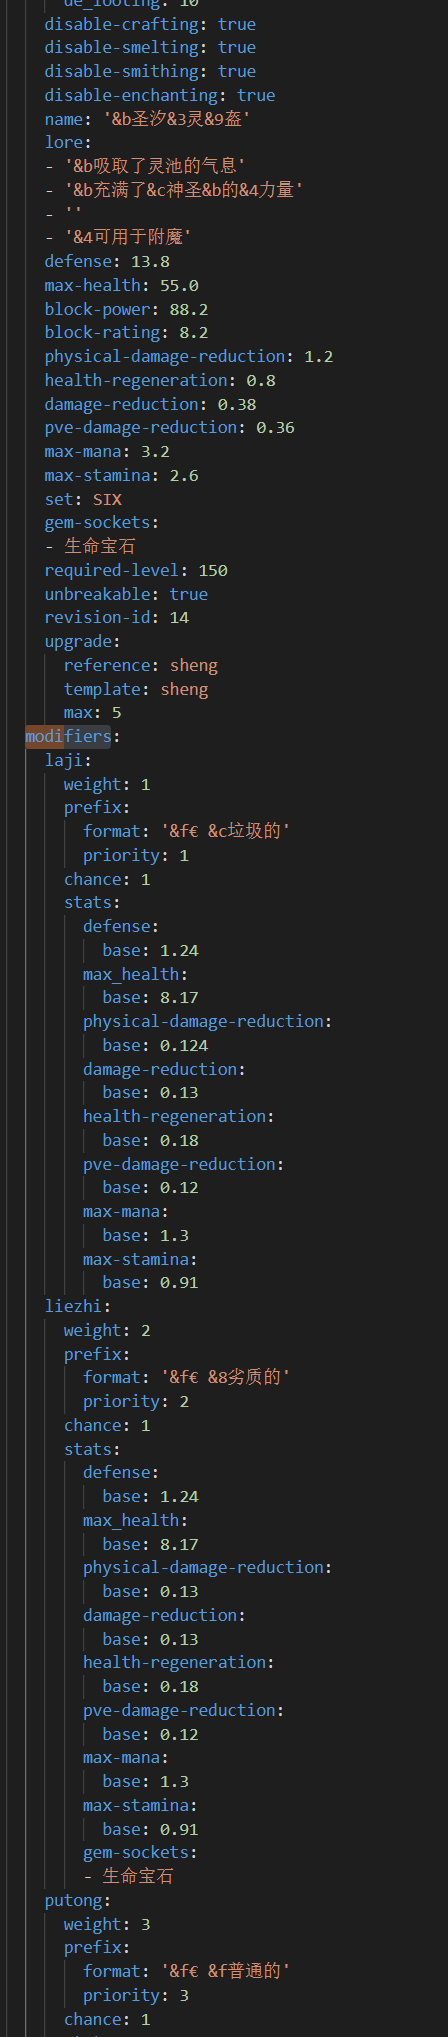 de_looting: 10
disable-crafting: true
disable-smelting: true
disable-smithing: true
disable-enchanting: true
name: '&b圣汐&3灵&9盔'
lore:
- '&b吸取了灵池的气息'
- '&b充满了&c神圣&b的&4力量'
- ''
- '&4可用于附魔'
defense: 13.8
max-health: 55.0
block-power: 88.2
block-rating: 8.2
physical-damage-reduction: 1.2
health-regeneration: 0.8
damage-reduction: 0.38
pve-damage-reduction: 0.36
max-mana: 3.2
max-stamina: 2.6
set: SIX
gem-sockets:
- 生命宝石
required-level: 150
unbreakable: true
revision-id: 14
upgrade:
reference: sheng
template: sheng
max: 5
modifiers:
laji:
weight: 1
prefix:
format: '&f€ &c垃圾的'
priority: 1
chance: 1
stats:
defense:
base: 1.24
max_health:
base: 8.17
physical-damage-reduction:
base: 0.124
damage-reduction:
base: 0.13
health-regeneration:
base: 0.18
pve-damage-reduction:
base: 0.12
max-mana:
base: 1.3
max-stamina:
base: 0.91
liezhi:
weight: 2
prefix:
format: '&f€ &8劣质的'
priority: 2
chance: 1
stats:
defense:
base: 1.24
max_health:
base: 8.17
physical-damage-reduction:
base: 0.13
damage-reduction:
base: 0.13
health-regeneration:
base: 0.18
pve-damage-reduction:
base: 0.12
max-mana:
base: 1.3
max-stamina:
base: 0.91
gem-sockets:
- 生命宝石
putong:
weight: 3
prefix:
format: '&f€ &f普通的'
priority: 3
chance: 1